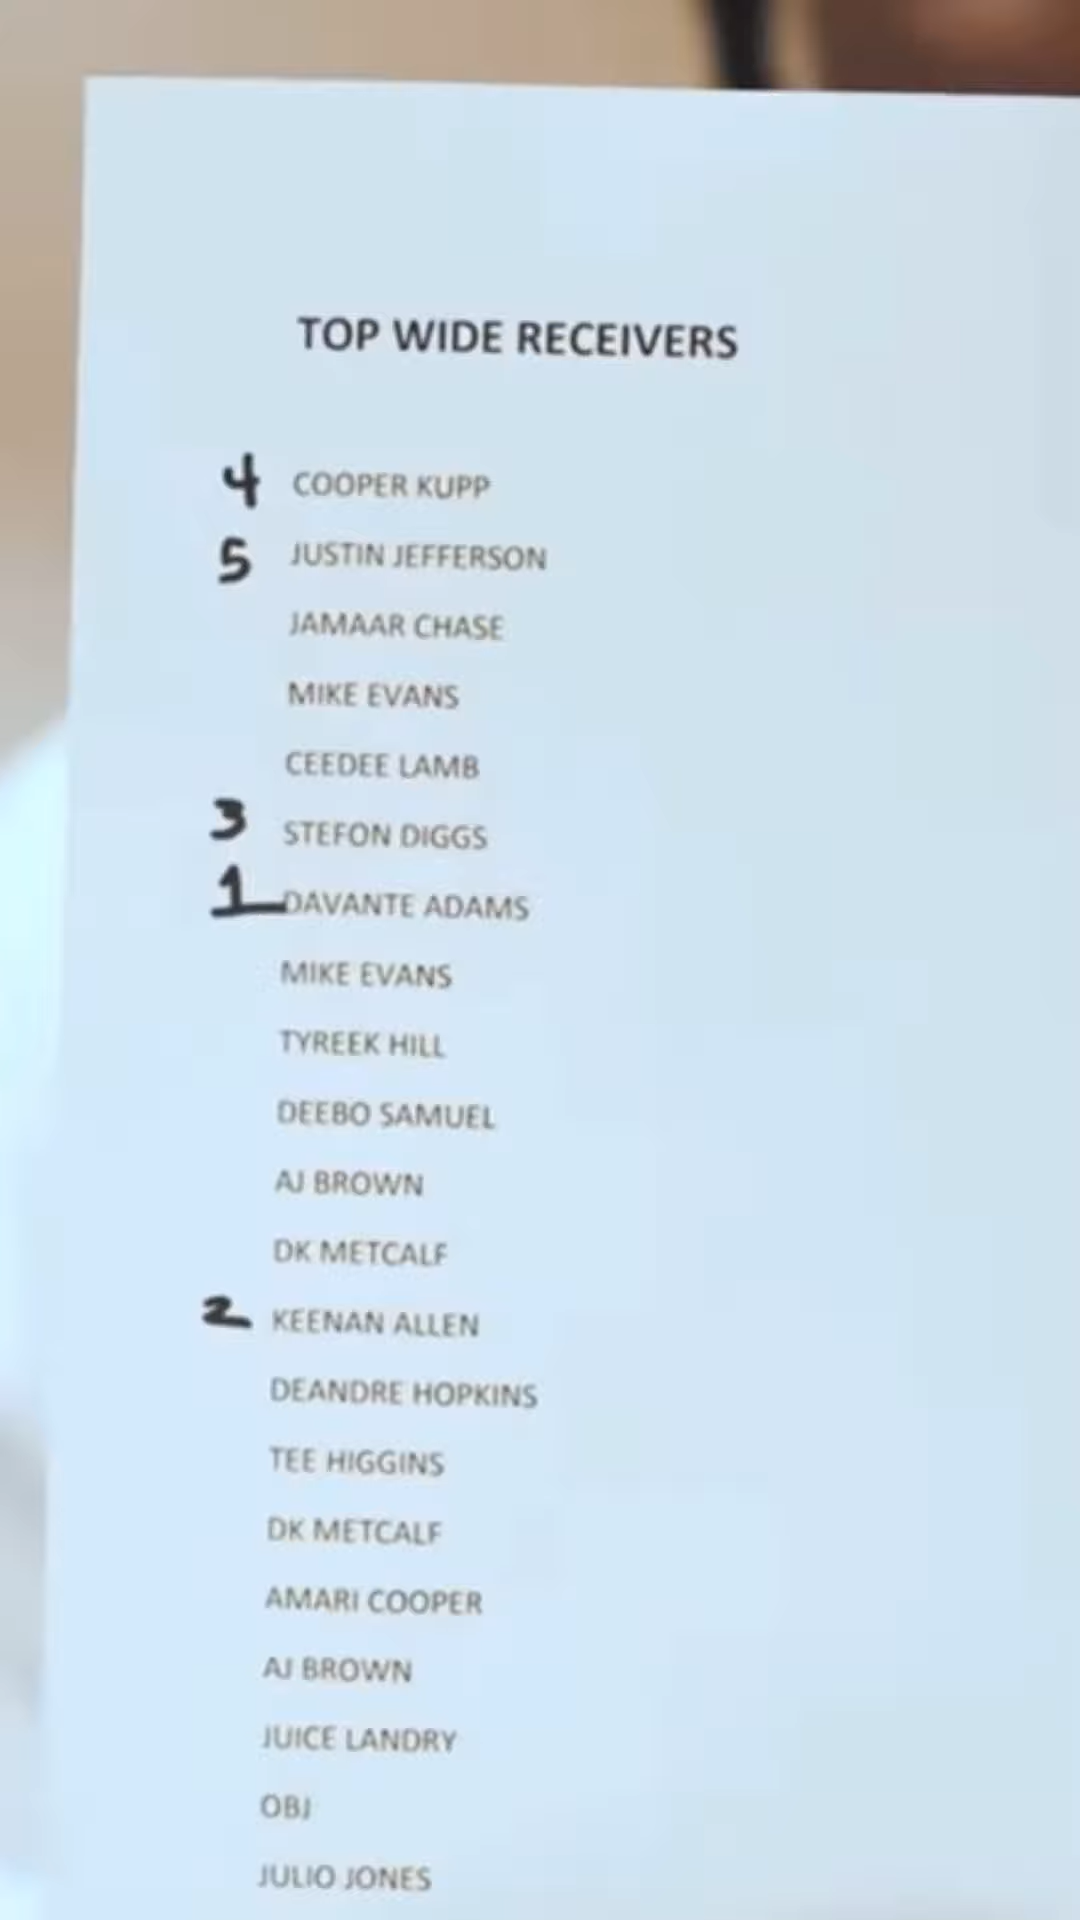 TOP WIDE RECEIVERS
4 COOPER KUPP
5 JUSTIN JEFFERSON
JAMAAR CHASE
MIKE EVANS
CEEDEE LAMB
3 STEFON DIGGS
1 DAVANTE ADAMS
MIKE EVANS
TYREEK HILL
DEEBO SAMUEL
AJ BROWN
DK METCALF
2 KEENAN ALLEN
DEANDRE HOPKINS
TEE HIGGINS
DK METCALF
AMARI COOPER
AJ BROWN
JUICE LANDRY
OBJ
JULIO JONES